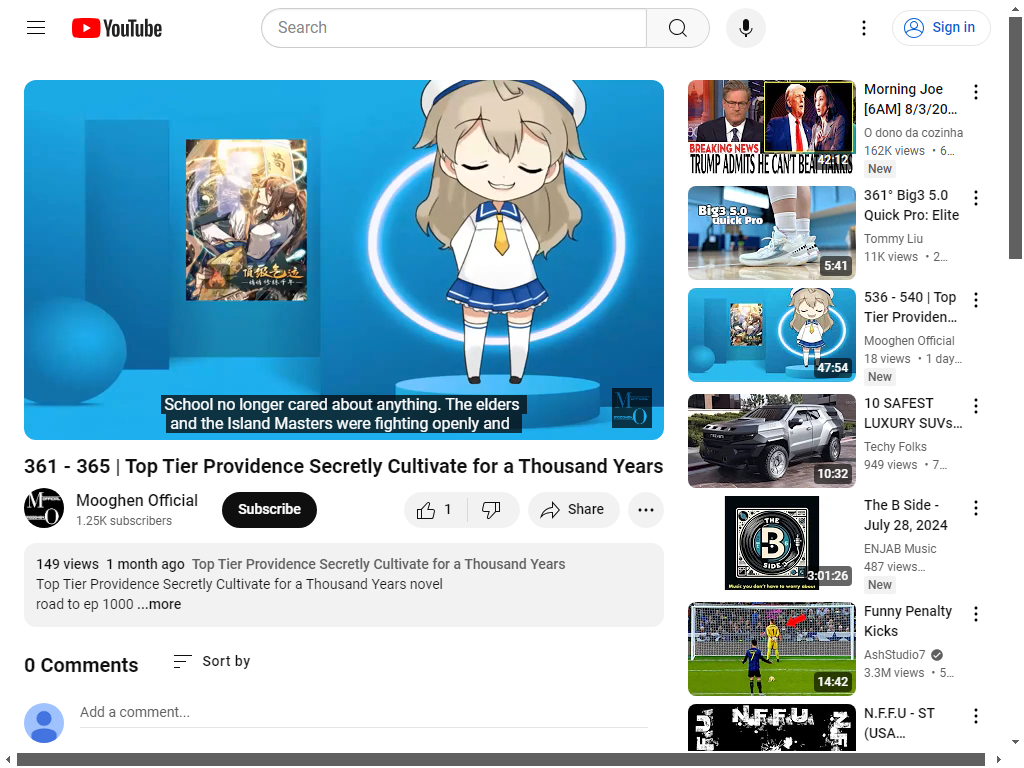 YouTube
Search
Sign in
School no longer cared about anything. The elders
and the Island Masters were fighting openly and
361 - 365 | Top Tier Providence Secretly Cultivate for a Thousand Years
Mooghen Official
1.25K subscribers
Subscribe
1
Share
149 views 1 month ago Top Tier Providence Secretly Cultivate for a Thousand Years
Top Tier Providence Secretly Cultivate for a Thousand Years novel
road to ep 1000 ...more
0 Comments
Sort by
Add a comment...
BREAKING NEWS
TRUMP ADMITS HE CAN'T BEAT HARRIS
42:12
Morning Joe
[6AM] 8/3/20...
O dono da cozinha
162K views • 6...
New
Big3 5.0
Quick Pro
5:41
361° Big3 5.0
Quick Pro: Elite
Tommy Liu
11K views • 2...
47:54
536 - 540 | Top
Tier Providen...
Mooghen Official
18 views • 1 day...
New
10:32
10 SAFEST
LUXURY SUVs...
Techy Folks
949 views • 7...
THE
B
SIDE
Music you don't have to worry about
3:01:26
The B Side -
July 28, 2024
ENJAB Music
487 views...
New
14:42
Funny Penalty
Kicks
AshStudio7
3.3M views • 5...
N.F.F.U
N.F.F.U - ST
(USA...